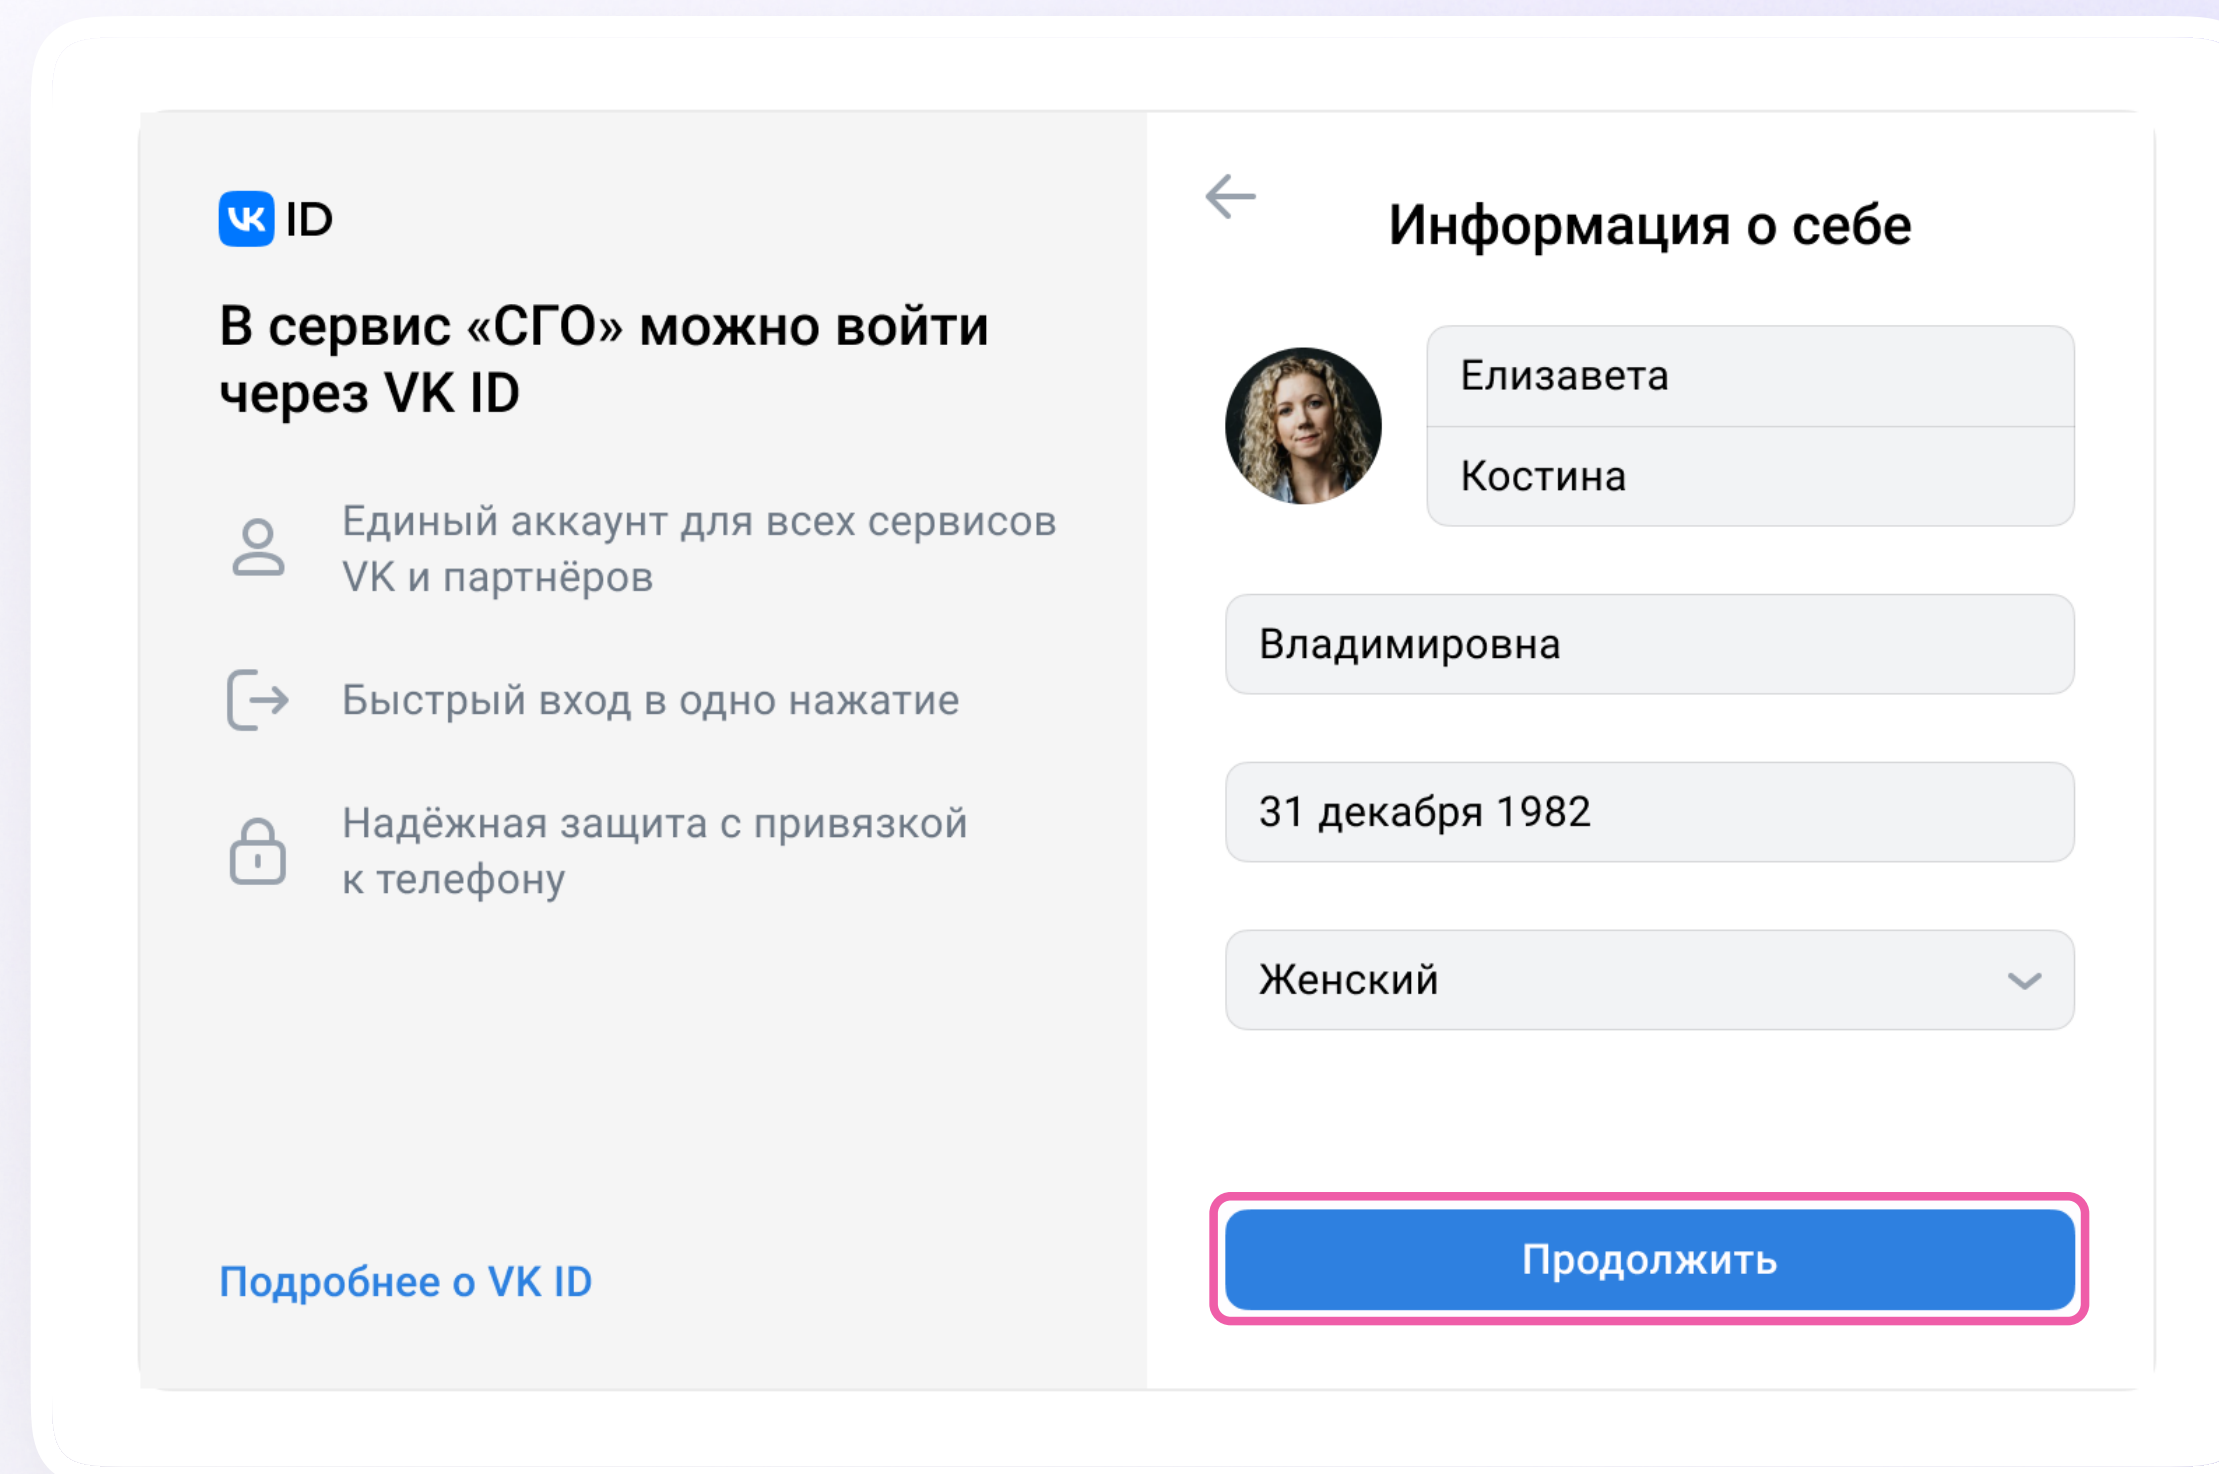 VK ID
В сервис «СГО» можно войти
через VK ID
Единый аккаунт для всех сервисов
VK и партнёров
Быстрый вход в одно нажатие
Надёжная защита с привязкой
к телефону
Подробнее о VK ID
Информация о себе
Елизавета
Костина
Владимировна
31 декабря 1982
Женский
Продолжить